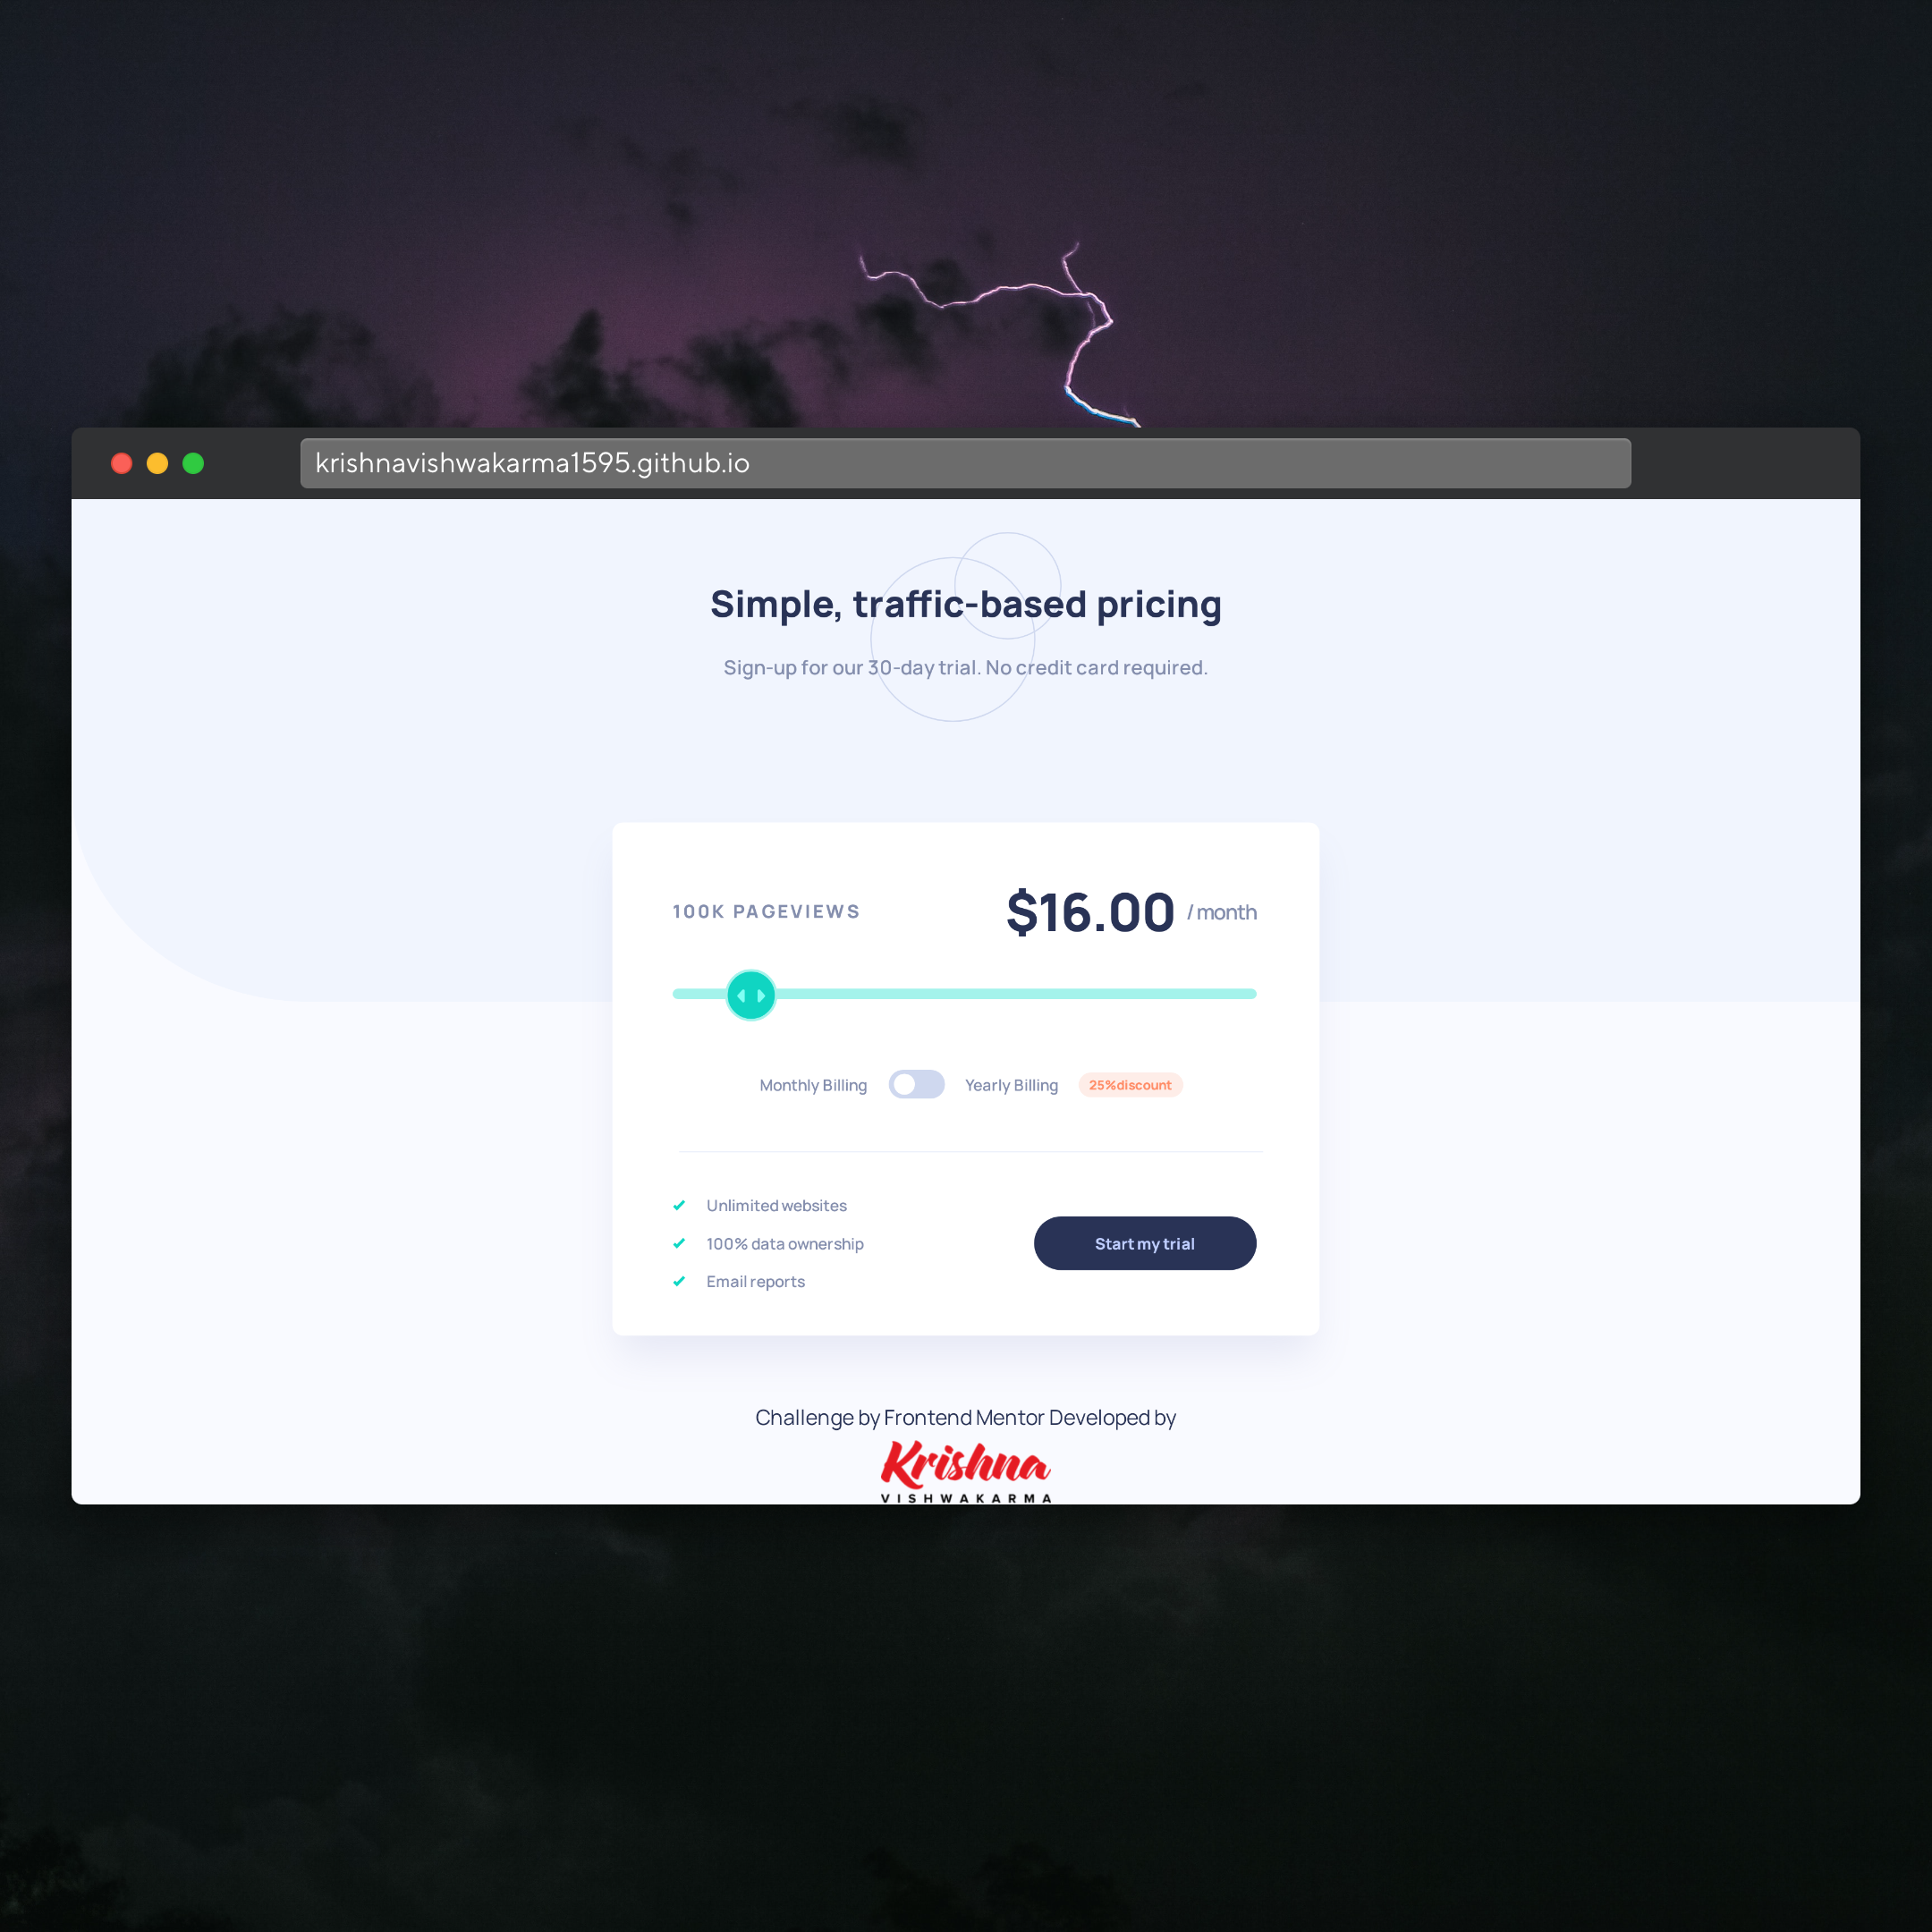 krishnavishwakarma1595.github.io
Simple, traffic-based pricing
Sign-up for our 30-day trial. No credit card required.
100K PAGEVIEWS
$16.00 / month
Monthly Billing
Yearly Billing
25%discount
Unlimited websites
100% data ownership
Email reports
Start my trial
Challenge by Frontend Mentor Developed by
Krishna
VISHWAKARMA